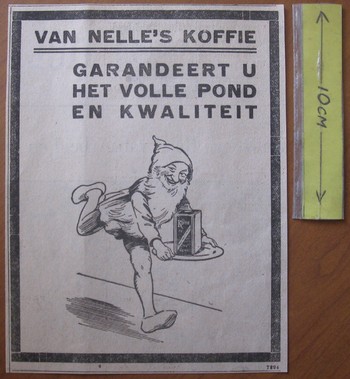 VAN NELLE'S KOFFIE
GARANDEERT U
HET VOLLE POND
EN KWALITEIT
10CM